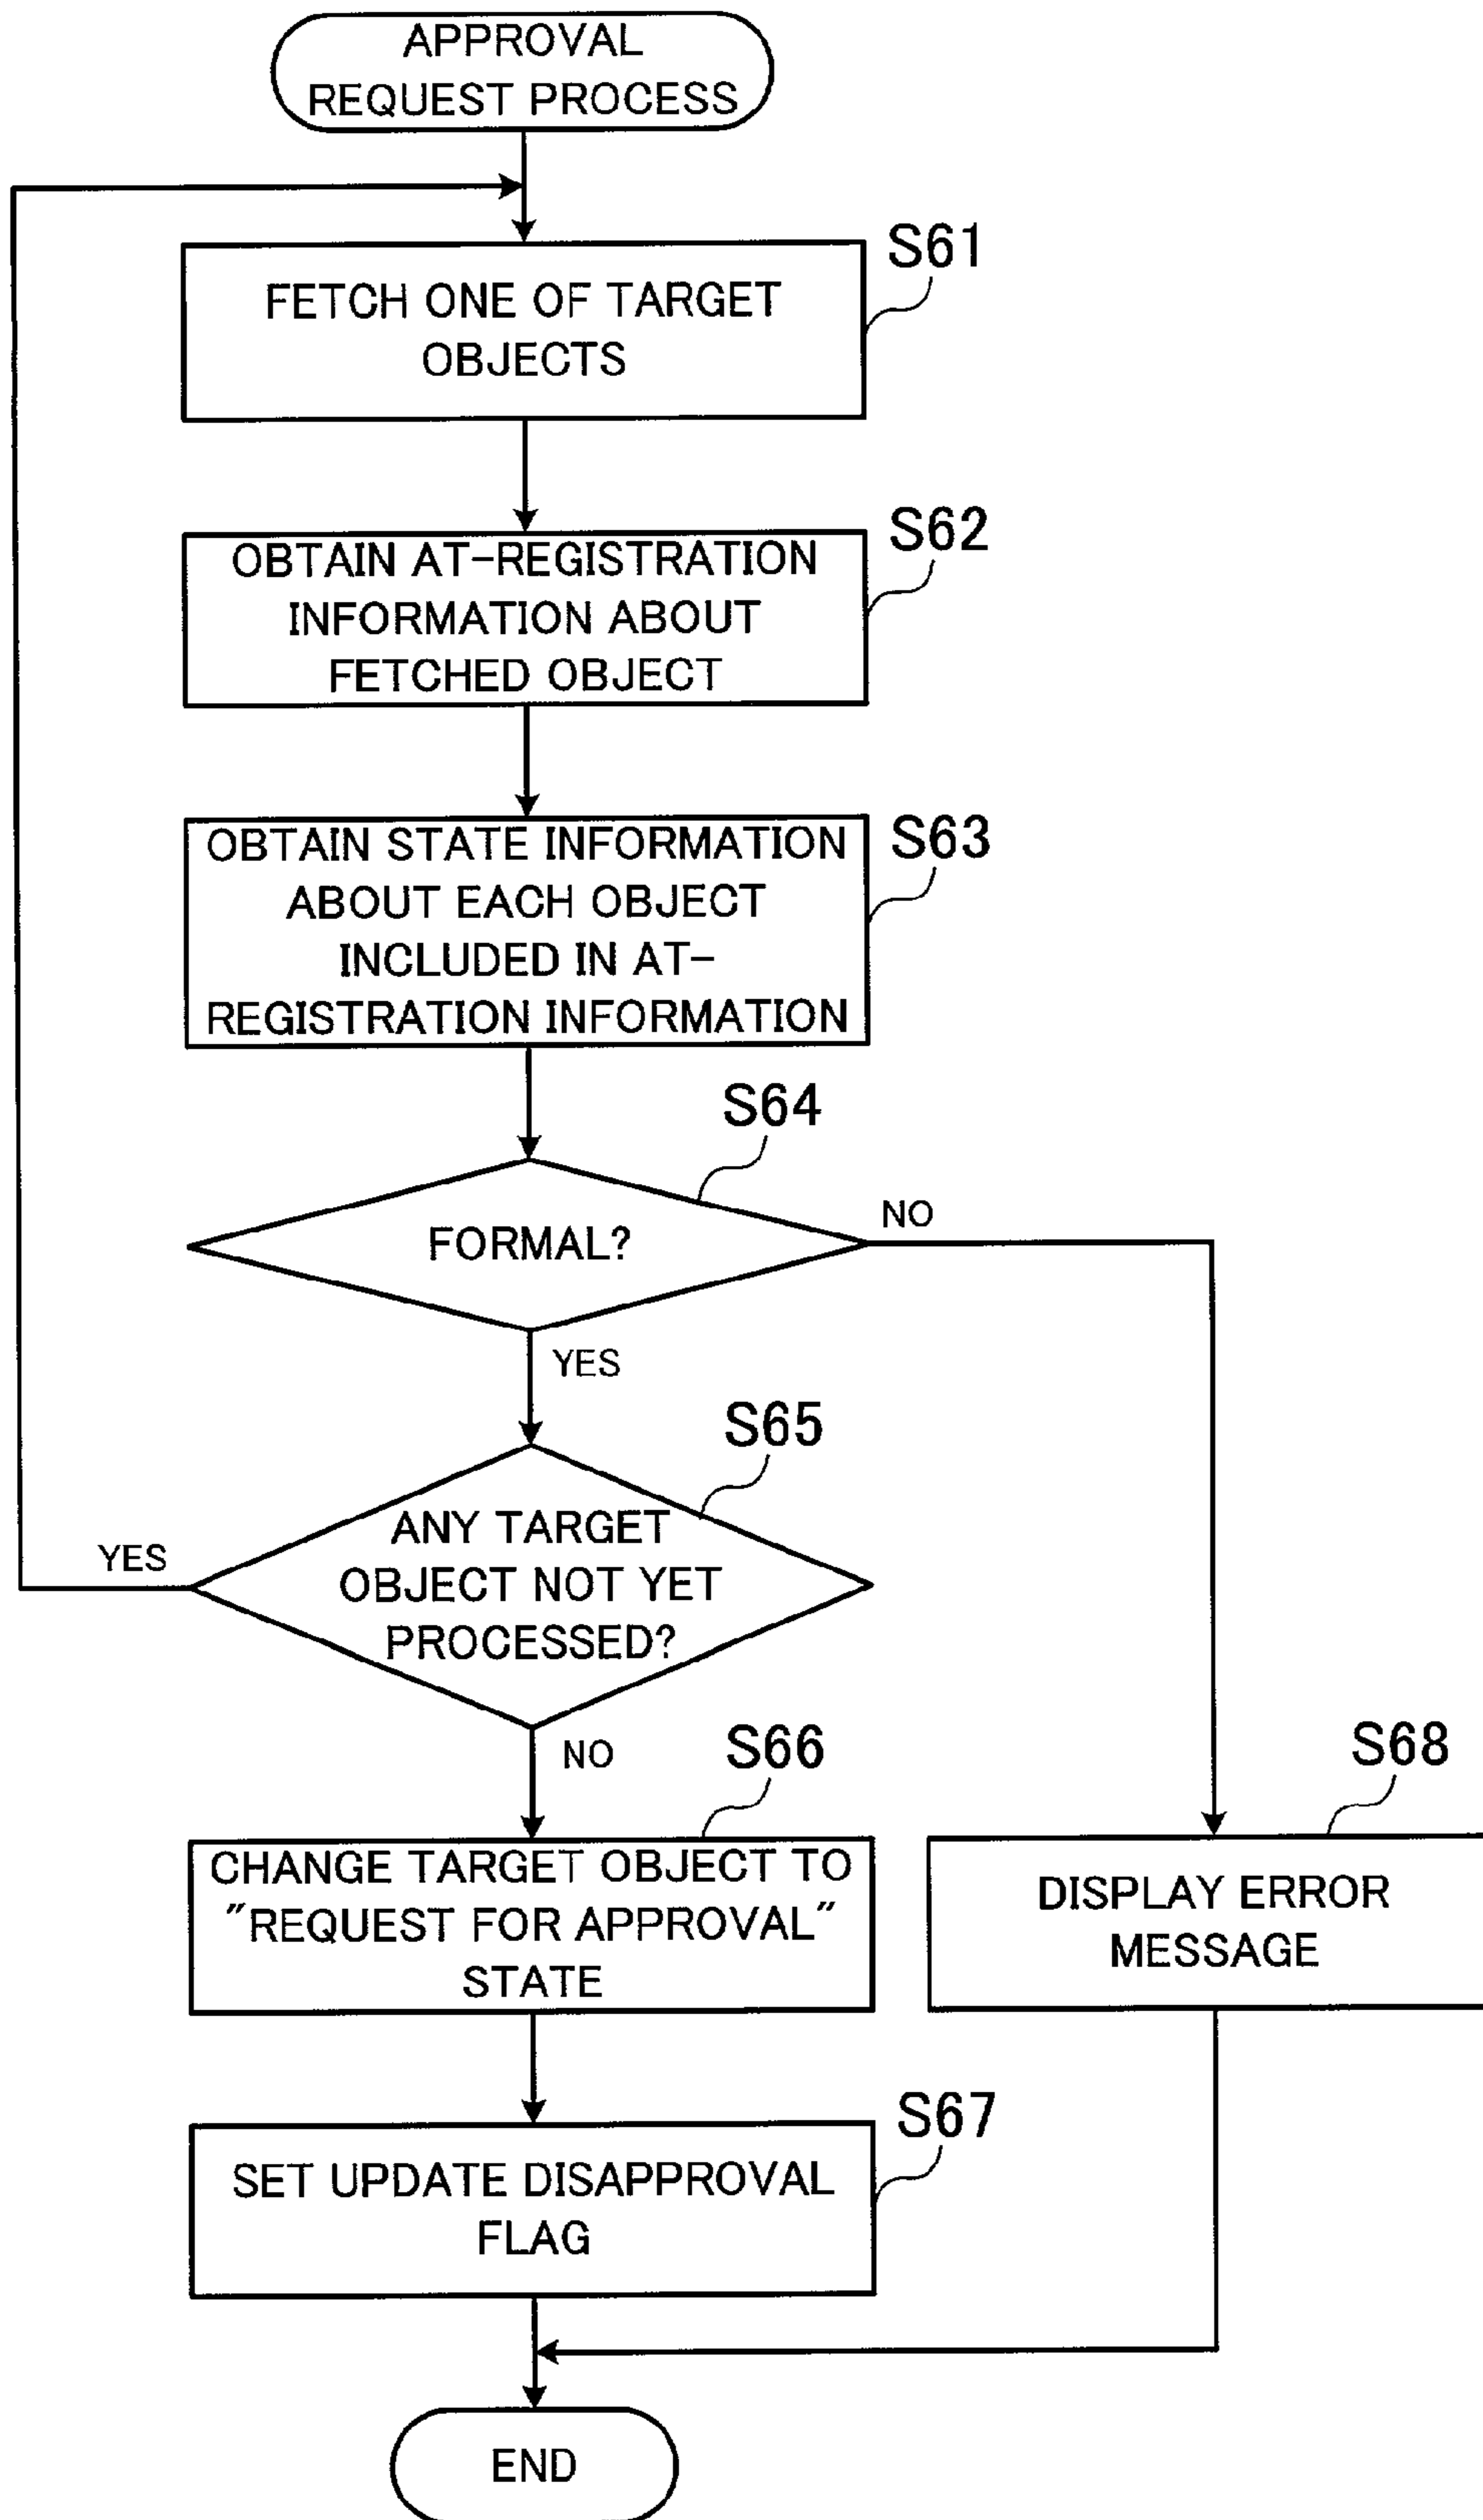 APPROVAL
REQUEST PROCESS
S61
FETCH ONE OF TARGET
OBJECTS
S62
OBTAIN AT-REGISTRATION
INFORMATION ABOUT
FETCHED OBJECT
S63
OBTAIN STATE INFORMATION
ABOUT EACH OBJECT
INCLUDED IN AT-
REGISTRATION INFORMATION
S64
FORMAL?
NO
YES
S65
ANY TARGET
OBJECT NOT YET
PROCESSED?
YES
NO
S66
CHANGE TARGET OBJECT TO
"REQUEST FOR APPROVAL"
STATE
S68
DISPLAY ERROR
MESSAGE
S67
SET UPDATE DISAPPROVAL
FLAG
END